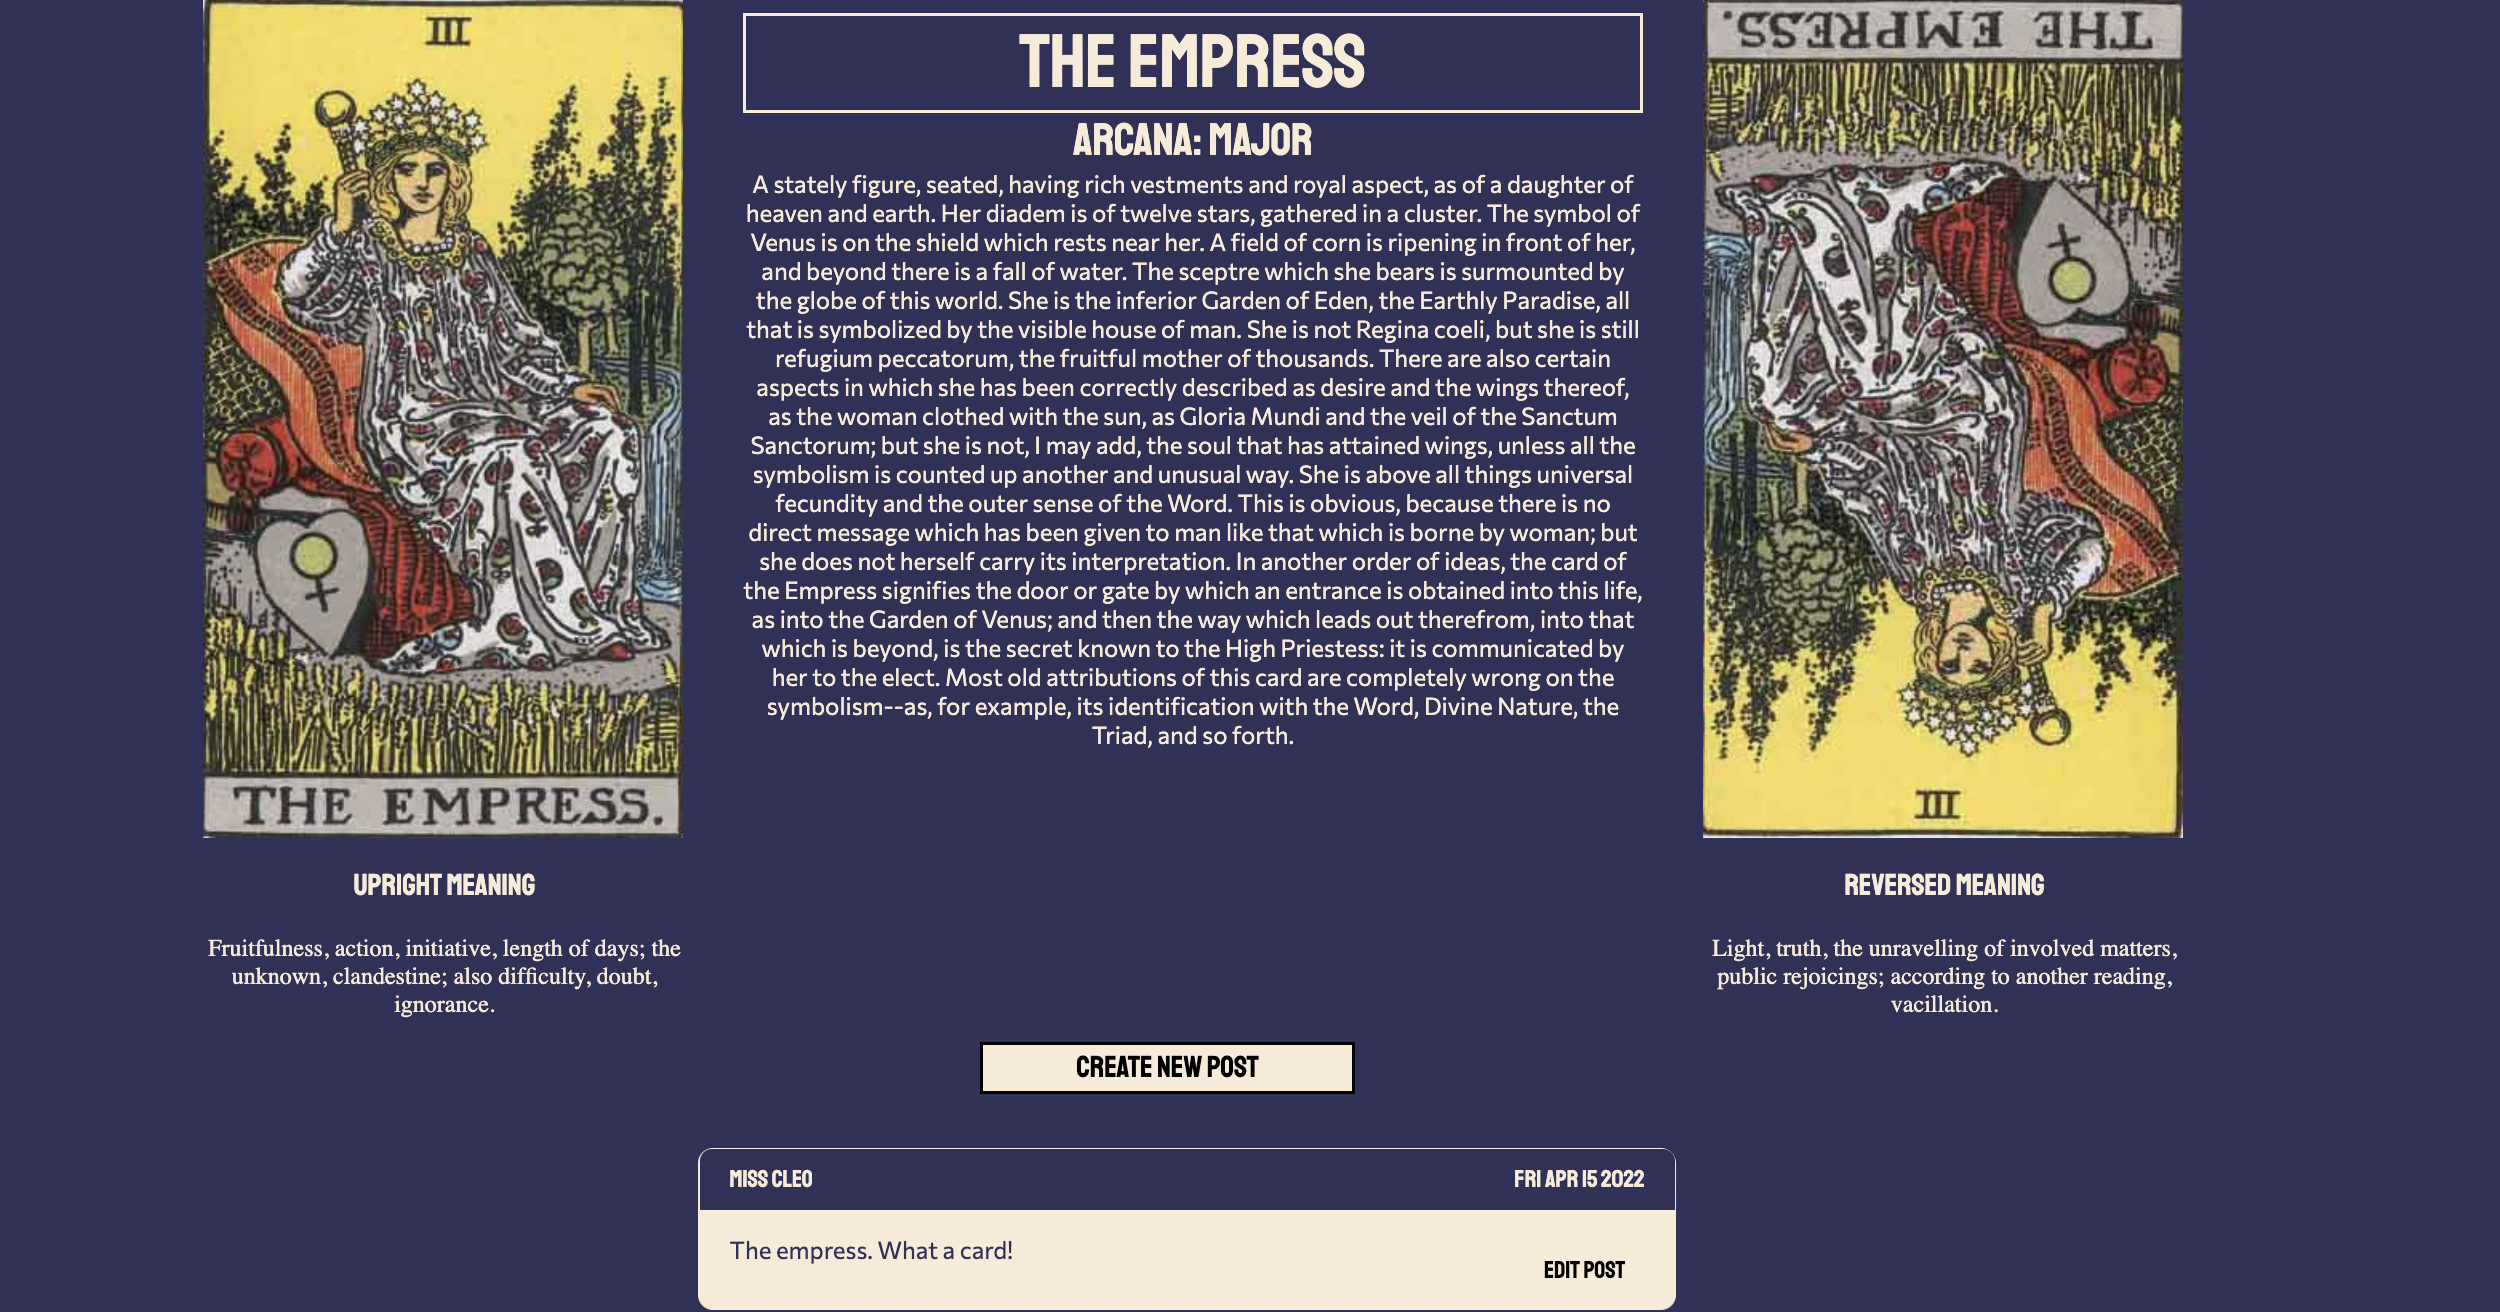 III
THE EMPRESS.
UPRIGHT MEANING
Fruitfulness, action, initiative, length of days; the
unknown, clandestine; also difficulty, doubt,
ignorance.
THE EMPRESS
ARCANA: MAJOR
A stately figure, seated, having rich vestments and royal aspect, as of a daughter of
heaven and earth. Her diadem is of twelve stars, gathered in a cluster. The symbol of
Venus is on the shield which rests near her. A field of corn is ripening in front of her,
and beyond there is a fall of water. The sceptre which she bears is surmounted by
the globe of this world. She is the inferior Garden of Eden, the Earthly Paradise, all
that is symbolized by the visible house of man. She is not Regina coeli, but she is still
refugium peccatorum, the fruitful mother of thousands. There are also certain
aspects in which she has been correctly described as desire and the wings thereof,
as the woman clothed with the sun, as Gloria Mundi and the veil of the Sanctum
Sanctorum; but she is not, I may add, the soul that has attained wings, unless all the
symbolism is counted up another and unusual way. She is above all things universal
fecundity and the outer sense of the Word. This is obvious, because there is no
direct message which has been given to man like that which is borne by woman; but
she does not herself carry its interpretation. In another order of ideas, the card of
the Empress signifies the door or gate by which an entrance is obtained into this life,
as into the Garden of Venus; and then the way which leads out therefrom, into that
which is beyond, is the secret known to the High Priestess: it is communicated by
her to the elect. Most old attributions of this card are completely wrong on the
symbolism--as, for example, its identification with the Word, Divine Nature, the
Triad, and so forth.
THE EMPRESS.
III
REVERSED MEANING
Light, truth, the unravelling of involved matters,
public rejoicings; according to another reading,
vacillation.
CREATE NEW POST
MISS CLEO
FRI APR 15 2022
The empress. What a card!
EDIT POST